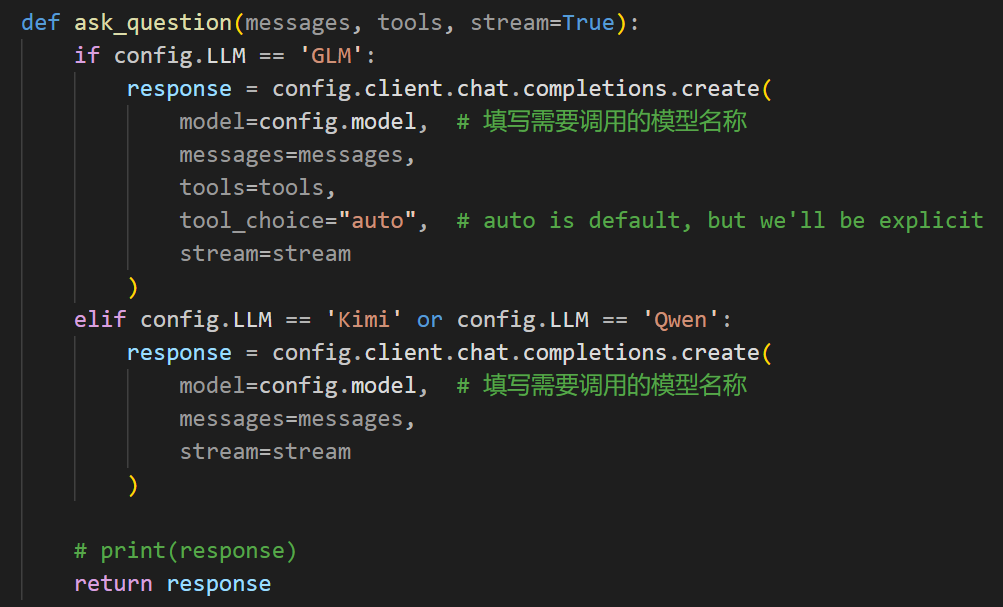 def ask_question(messages, tools, stream=True):
    if config.LLM == 'GLM':
        response = config.client.chat.completions.create(
            model=config.model,  # 填写需要调用的模型名称
            messages=messages,
            tools=tools,
            tool_choice="auto",  # auto is default, but we'll be explicit
            stream=stream
        )
    elif config.LLM == 'Kimi' or config.LLM == 'Qwen':
        response = config.client.chat.completions.create(
            model=config.model,  # 填写需要调用的模型名称
            messages=messages,
            stream=stream
        )

    # print(response)
    return response